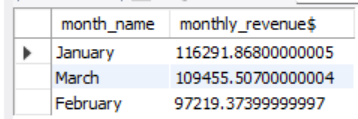 month_name monthly_revenue$
January 116291.86800000005
March 109455.50700000004
February 97219.37399999997